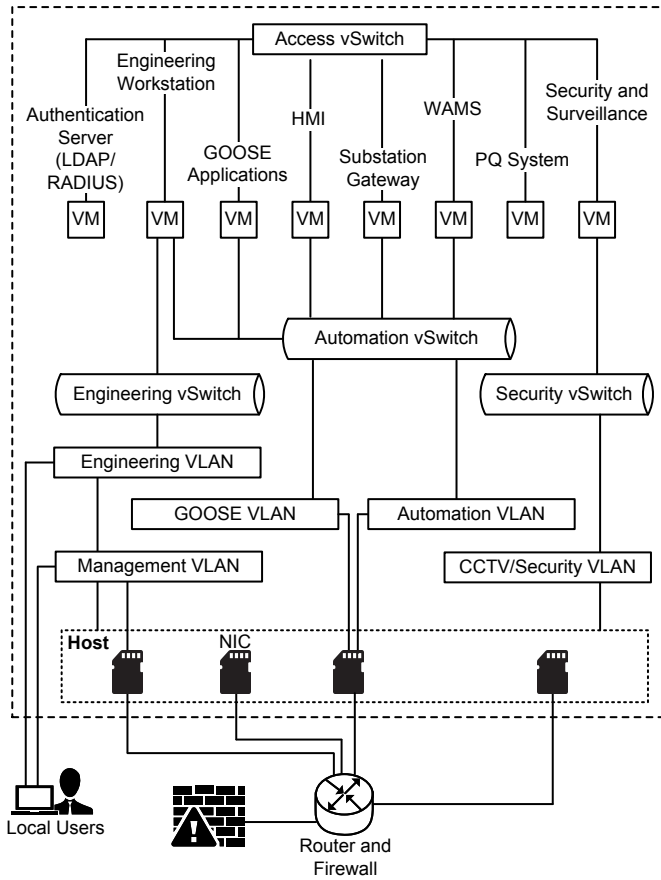 Access vSwitch
Engineering
Workstation
Authentication
Server
(LDAP/
RADIUS)
GOOSE
Applications
HMI
Substation
Gateway
WAMS
PQ System
Security and
Surveillance
VM
VM
VM
VM
VM
VM
VM
VM
Automation vSwitch
Engineering vSwitch
Security vSwitch
Engineering VLAN
GOOSE VLAN
Automation VLAN
Management VLAN
CCTV/Security VLAN
Host
NIC
Local Users
Router and
Firewall